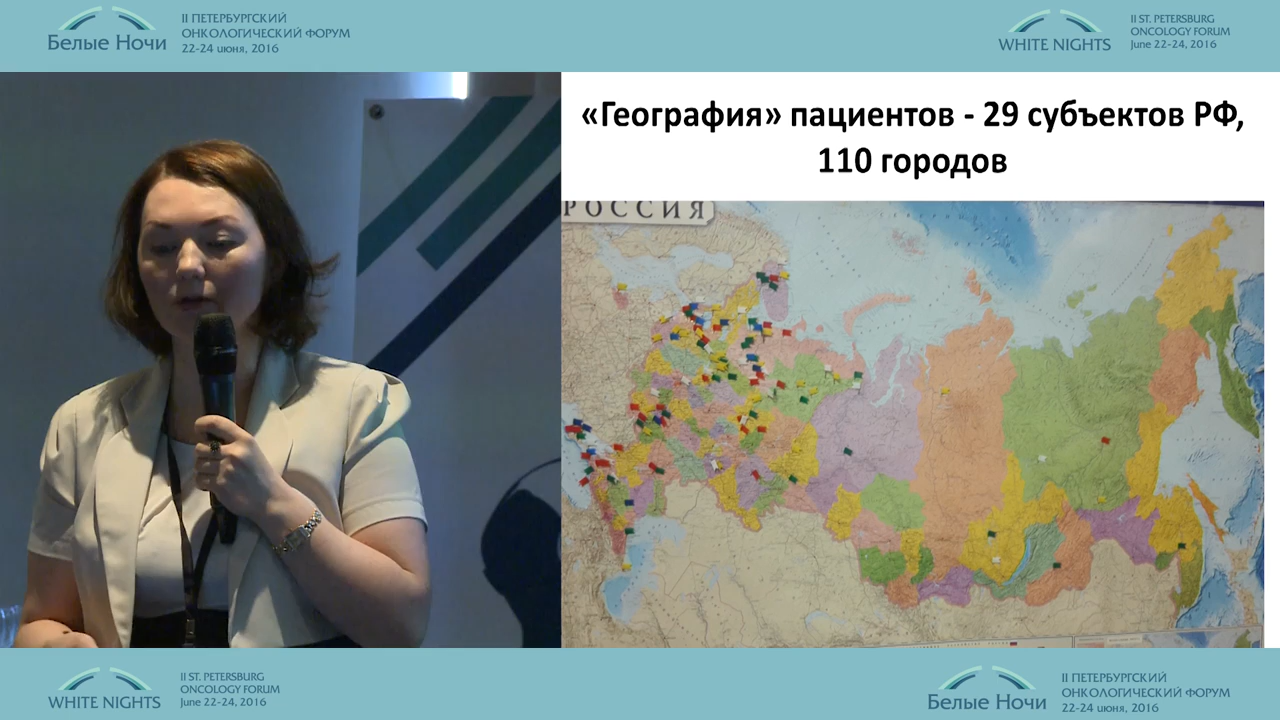 Белые Ночи
II ПЕТЕРБУРГСКИЙ
ОНКОЛОГИЧЕСКИЙ ФОРУМ
22-24 июня, 2016
WHITE NIGHTS
II ST. PETERSBURG
ONCOLOGY FORUM
June 22-24, 2016
«География» пациентов - 29 субъектов РФ,
110 городов
РОССИЯ
WHITE NIGHTS
II ST. PETERSBURG
ONCOLOGY FORUM
June 22-24, 2016
Белые Ночи
II ПЕТЕРБУРГСКИЙ
ОНКОЛОГИЧЕСКИЙ ФОРУМ
22-24 июня, 2016